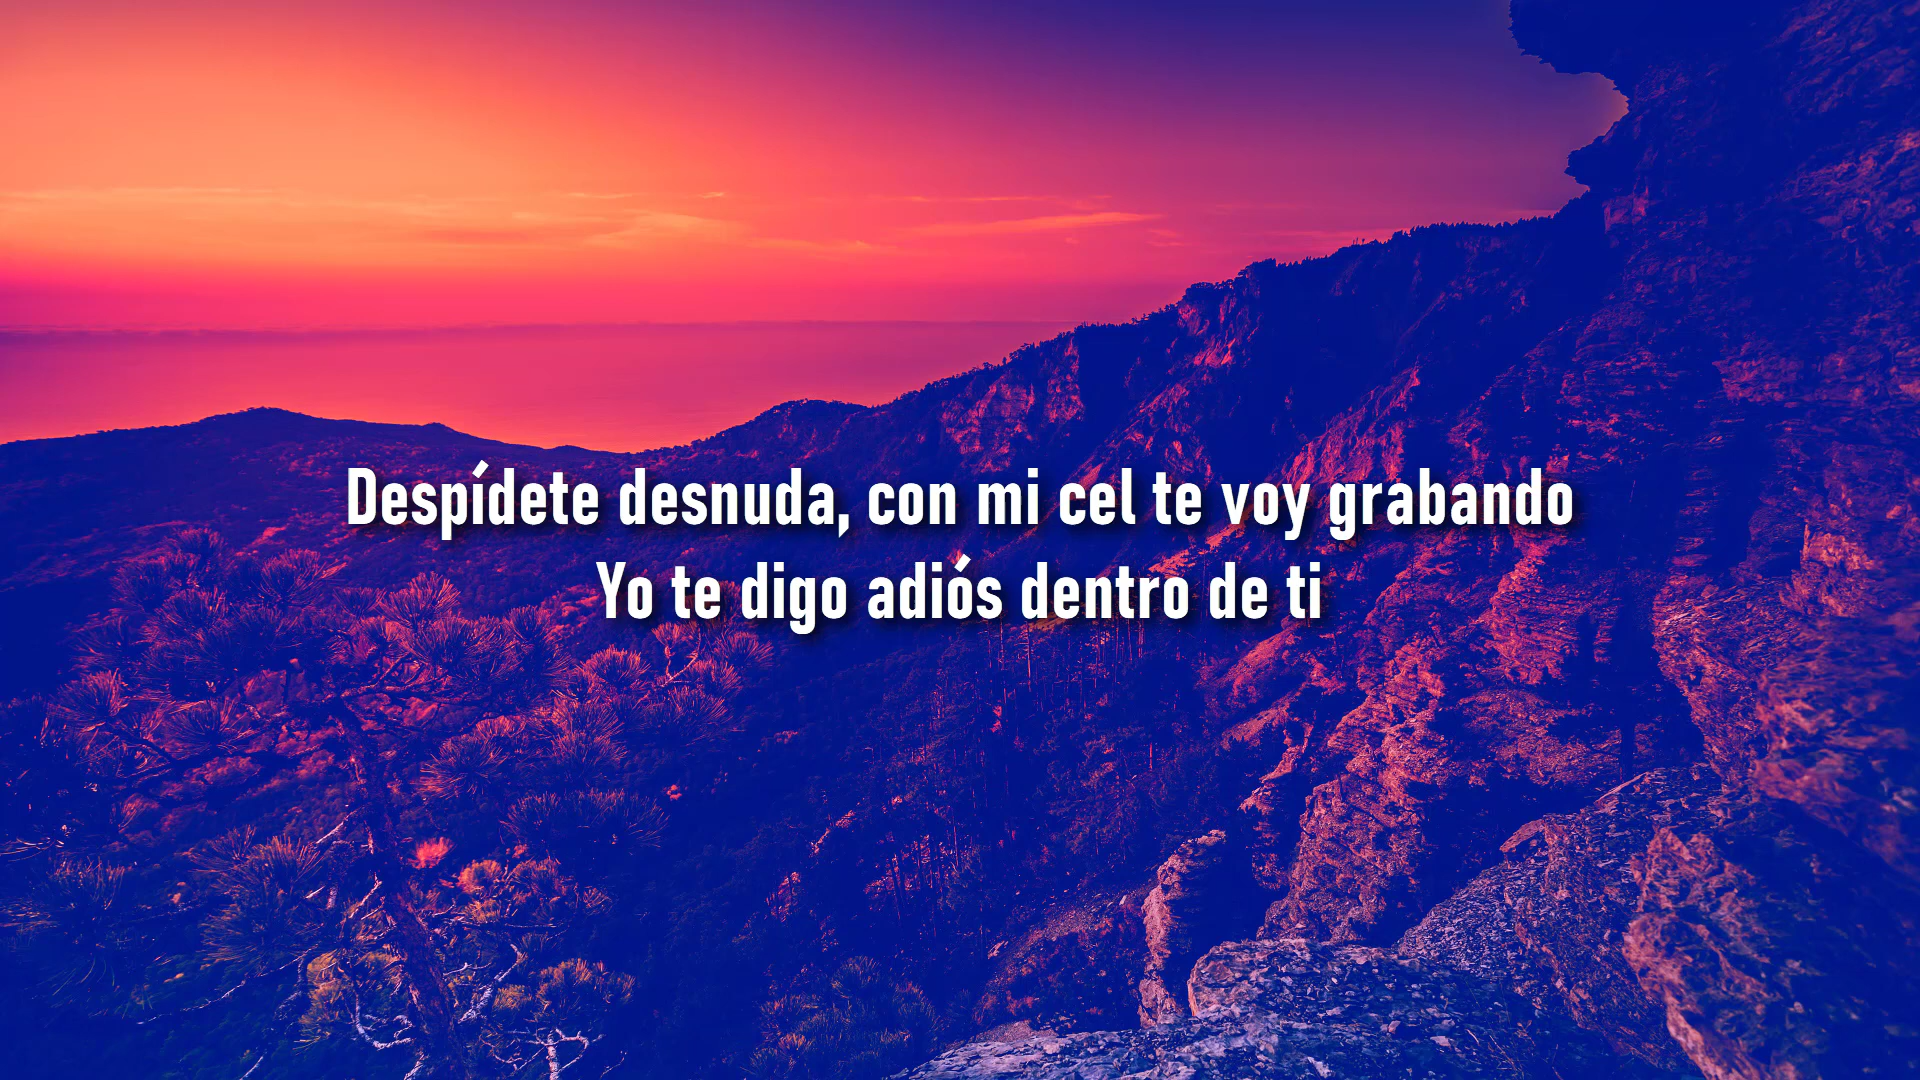 Despídete desnuda, con mi cel te voy grabando
Yo te digo adiós dentro de ti